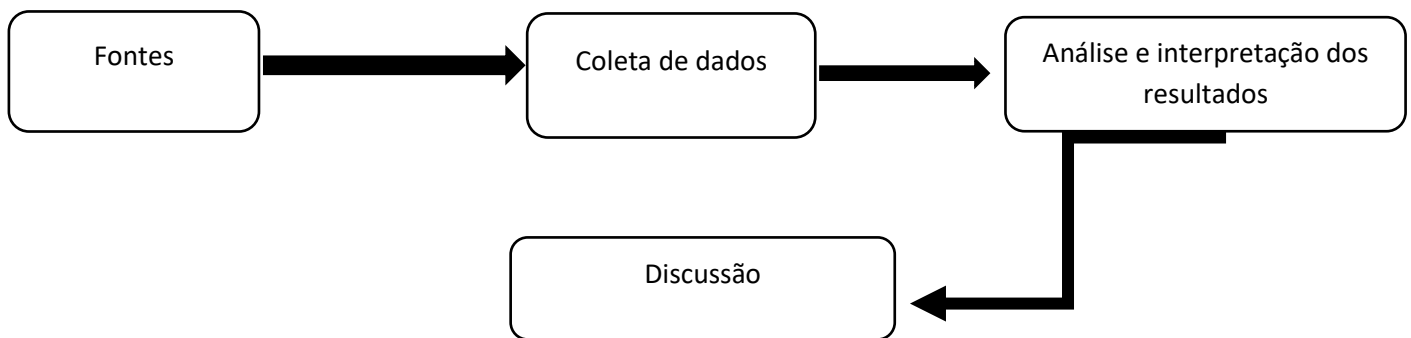 Fontes
Coleta de dados
Análise e interpretação dos
resultados
Discussão